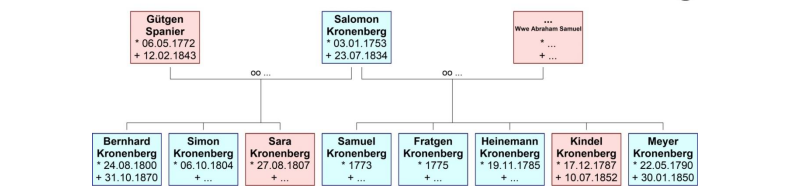 Gütgen
Spanier
* 06.05.1772
+ 12.02.1843
Salomon
Kronenberg
* 03.01.1753
+ 23.07.1834
...
Wwe Abraham Samuel
* ...
+ ...
oo ...
oo ...
Bernhard
Kronenberg
* 24.08.1800
+ 31.10.1870
Simon
Kronenberg
* 06.10.1804
+ ...
Sara
Kronenberg
* 27.08.1807
+ ...
Samuel
Kronenberg
* 1773
+ ...
Fratgen
Kronenberg
* 1775
+ ...
Heinemann
Kronenberg
* 19.11.1785
+ ...
Kindel
Kronenberg
* 17.12.1787
+ 10.07.1852
Meyer
Kronenberg
* 22.05.1790
+ 30.01.1850